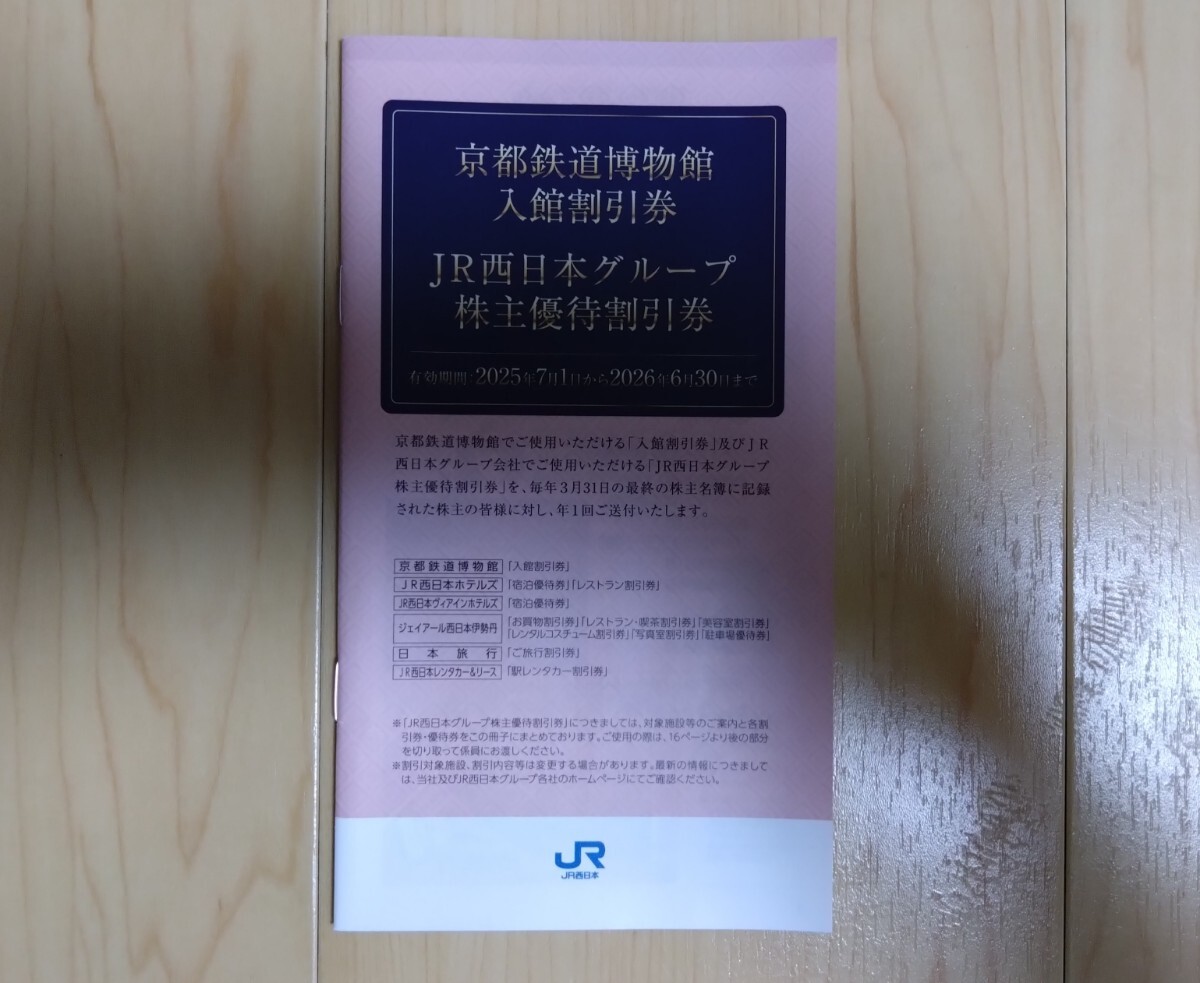 京都鉄道博物館
入館割引券
JR西日本グループ
株主優待割引券
有効期間:2025年7月1日から2026年6月30日まで
京都鉄道博物館でご使用いただける「入館割引券」及びJR
西日本グループ会社でご使用いただける「JR西日本グループ
株主優待割引券」を、毎年3月31日の最終の株主名簿に記録
された株主の皆様に対し、年1回ご送付いたします。
京都鉄道博物館 「入館割引券」
JR西日本ホテルズ 「宿泊優待券」「レストラン割引券」
JR西日本ヴィアインホテルズ 「宿泊優待券」
ジェイアール西日本伊勢丹 「お買物割引券」「レストラン・喫茶割引券」「美容室割引券」
「レンタルコスチューム割引券」「写真室割引券」「駐車場優待券」
日本旅行 「ご旅行割引券」
JR西日本レンタカー&リース 「駅レンタカー割引券」
※「JR西日本グループ株主優待割引券」につきましては、対象施設等のご案内と各割
引券・優待券をこの冊子にまとめております。ご使用の際は、16ページより後の部分
を切り取って係員にお渡しください。
※割引対象施設、割引内容等は変更する場合があります。最新の情報につきまして
は、当社及びJR西日本グループ各社のホームページにてご確認ください。
JR
JR西日本